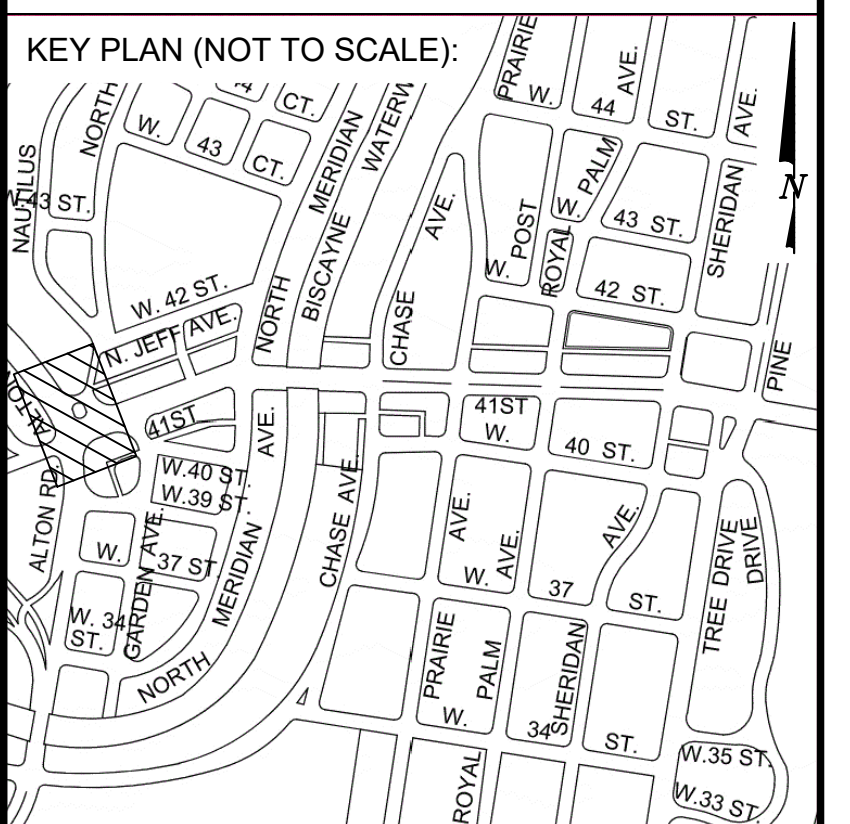 KEY PLAN (NOT TO SCALE):
N
NAUTILUS
NORTH
W. 43 ST.
W.
43
CT.
CT.
MERIDIAN
NORTH
BISCAYNE
WATERW
CHASE
AVE.
PRAIRIE
W.
44
ST.
AVE.
AVE.
POST
W.
PALM
W.
ROYAL
43 ST.
42 ST.
SHERIDAN
PINE
W. 42 ST.
N. JEFF AVE.
ALTON
ALTON RD.
41ST
W.40 ST.
W.39 ST.
AVE.
MERIDIAN
NORTH
W.
37 ST.
GARDEN AVE.
W. 34
ST.
CHASE AVE.
41ST
W.
40 ST.
AVE.
AVE.
W.
37
ST.
AVE.
TREE DRIVE
DRIVE
PRAIRIE
PALM
W.
34
ST.
SHERIDAN
ROYAL
W.35 ST.
W.33 ST.